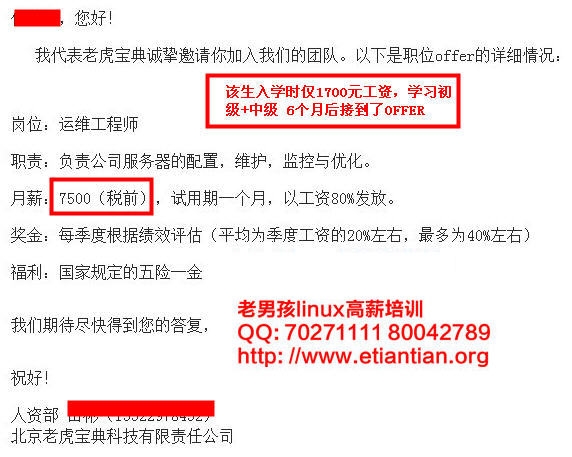 ，您好!
我代表老虎宝典诚挚邀请你加入我们的团队。以下是职位offer的详细情况:
该生入学时仅1700元工资，学习初
级+中级 6个月后接到了OFFER
岗位: 运维工程师
职责: 负责公司服务器的配置，维护，监控与优化。
月薪: 7500（税前），试用期一个月，以工资80%发放。
奖金: 每季度根据绩效评估（平均为季度工资的20%左右，最多为40%左右）
福利: 国家规定的五险一金
老男孩linux高薪培训
我们期待尽快得到您的答复，
QQ: 70271111 80042789
http: //www.etiantian.org
祝好!
人资部
北京老虎宝典科技有限责任公司